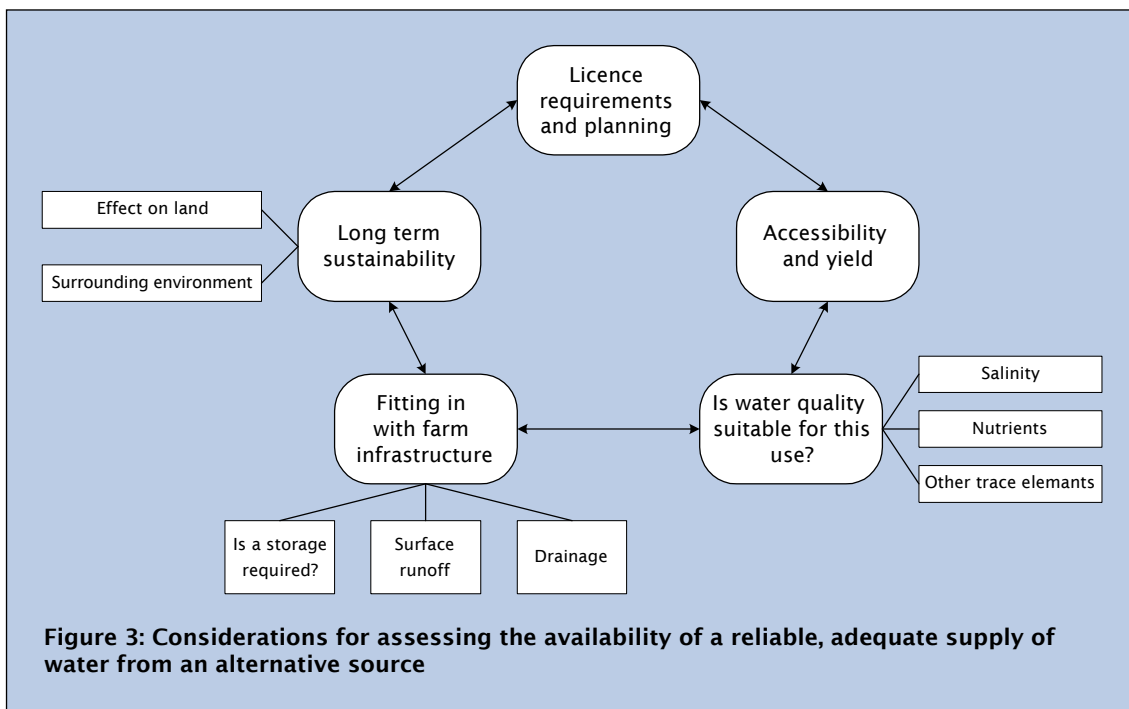 Licence
requirements
and planning
Effect on land
Surrounding environment
Long term
sustainability
Accessibility
and yield
Fitting in
with farm
infrastructure
Is water quality
suitable for this
use?
Salinity
Nutrients
Other trace elemants
Is a storage
required?
Surface
runoff
Drainage
Figure 3: Considerations for assessing the availability of a reliable, adequate supply of
water from an alternative source